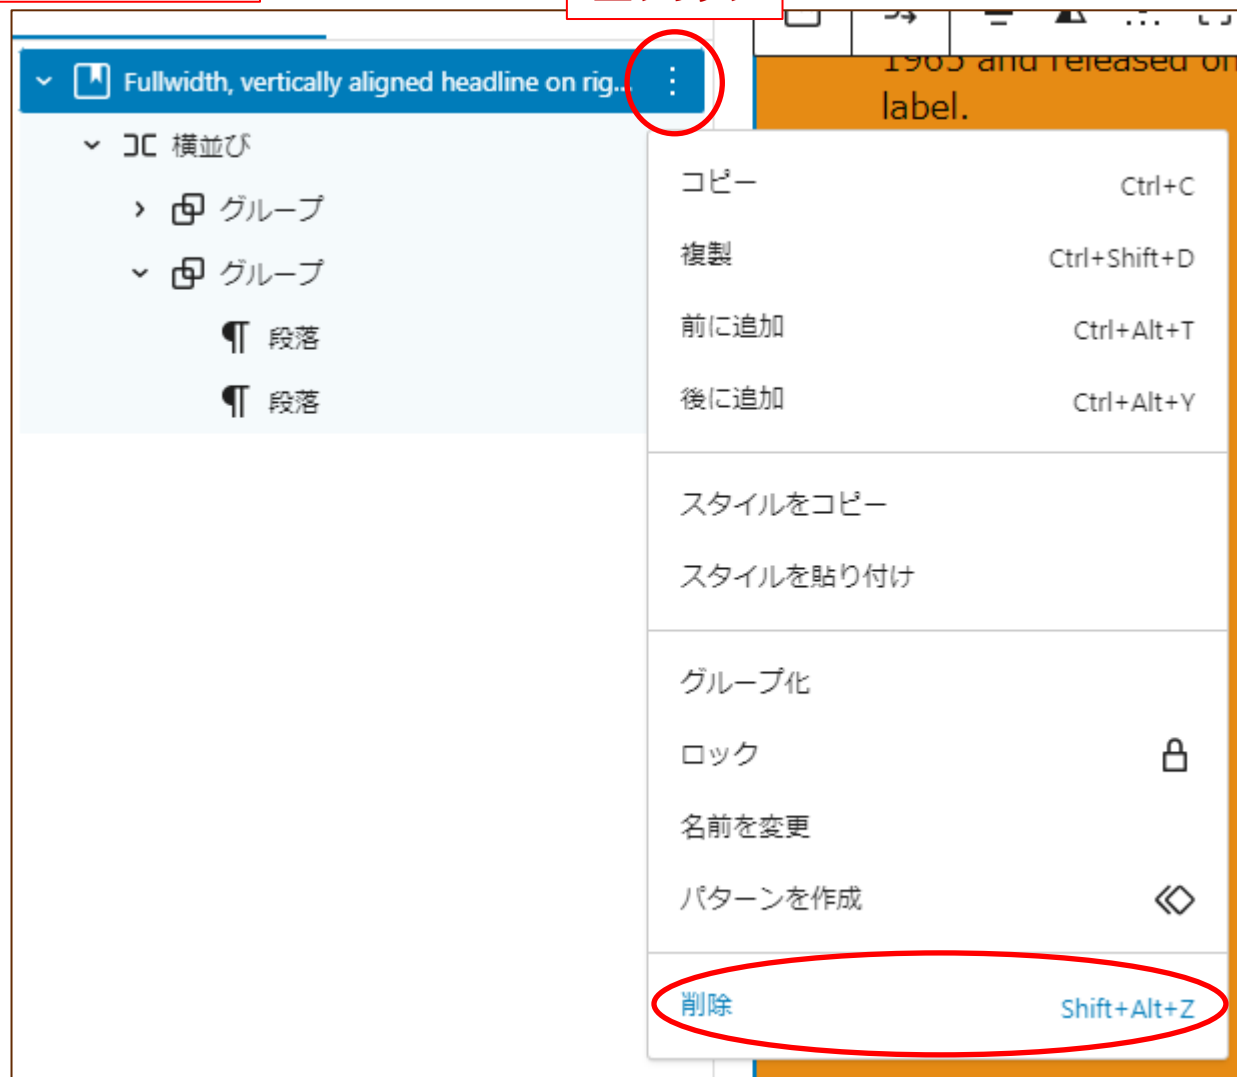 1965 and released on
label.
Fullwidth, vertically aligned headline on rig...
横並び
グループ
グループ
段落
段落
コピー Ctrl+C
複製 Ctrl+Shift+D
前に追加 Ctrl+Alt+T
後に追加 Ctrl+Alt+Y
スタイルをコピー
スタイルを貼り付け
グループ化
ロック
名前を変更
パターンを作成
削除 Shift+Alt+Z